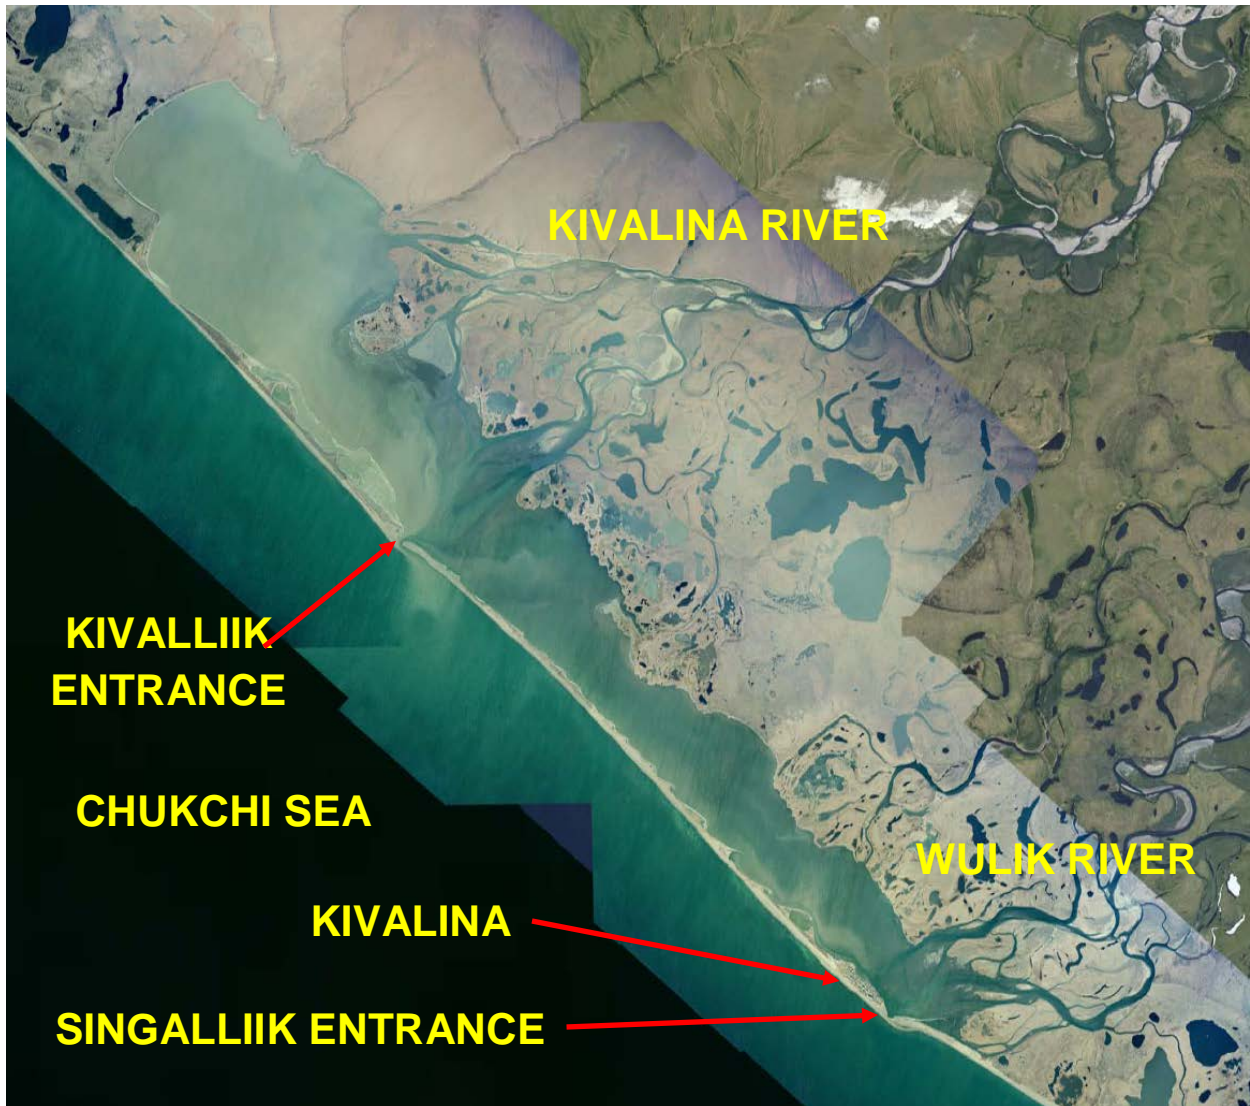 KIVALINA RIVER
KIVALLIIK
ENTRANCE
CHUKCHI SEA
WULIK RIVER
KIVALINA
SINGALLIIK ENTRANCE